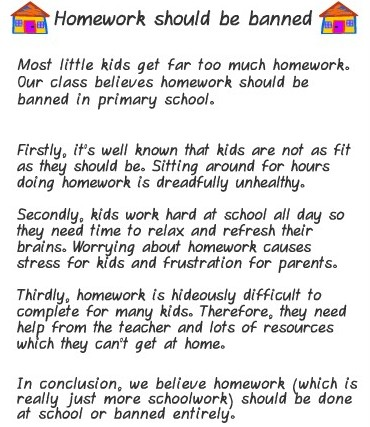 Homework should be banned
Most little kids get far too much homework.
Our class believes homework should be
banned in primary school.
Firstly, it's well known that kids are not as fit
as they should be. Sitting around for hours
doing homework is dreadfully unhealthy.
Secondly, kids work hard at school all day so
they need time to relax and refresh their
brains. Worrying about homework causes
stress for kids and frustration for parents.
Thirdly, homework is hideously difficult to
complete for many kids. Therefore, they need
help from the teacher and lots of resources
which they can't get at home.
In conclusion, we believe homework (which is
really just more schoolwork) should be done
at school or banned entirely.